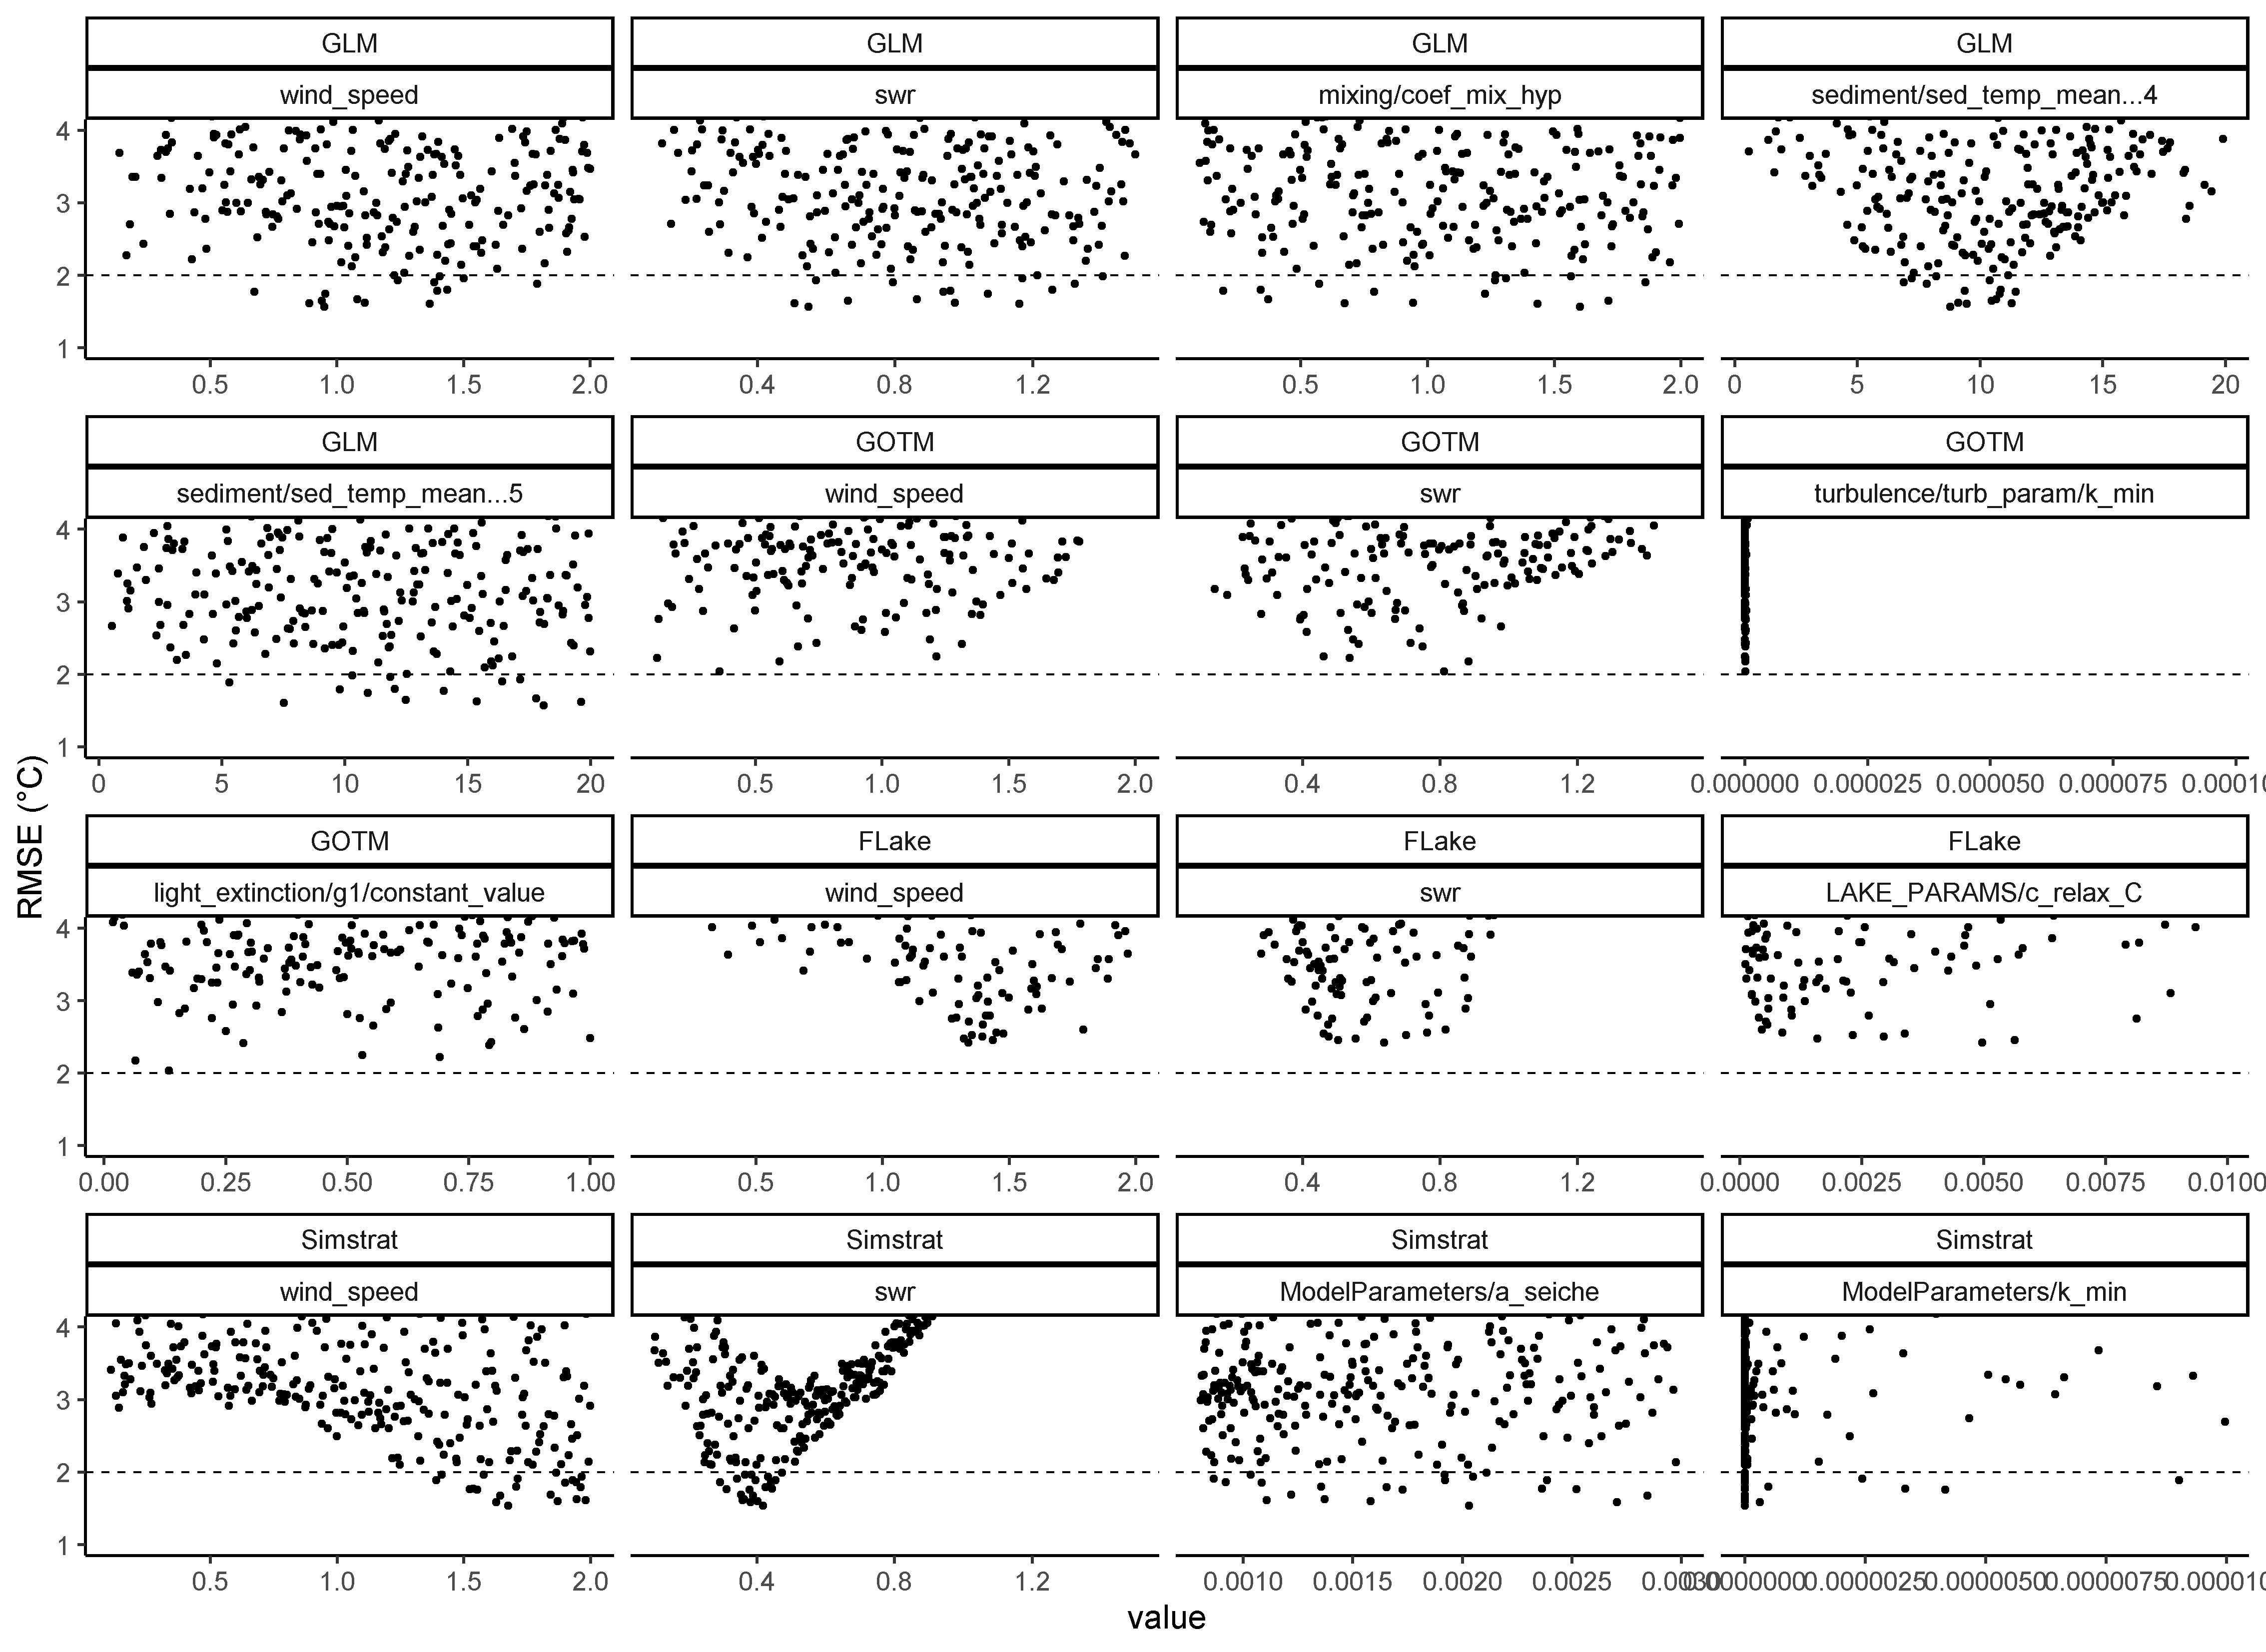 GLM
GLM
GLM
GLM
wind_speed
swr
mixing/coef_mix_hyp
sediment/sed_temp_mean...4
4
3
2
1
0.5 1.0 1.5 2.0
0.4 0.8 1.2
0.5 1.0 1.5 2.0
0 5 10 15 20
GLM
GOTM
GOTM
GOTM
sediment/sed_temp_mean...5
wind_speed
swr
turbulence/turb_param/k_min
4
3
2
1
0 5 10 15 20
0.5 1.0 1.5 2.0
0.4 0.8 1.2
0.000000 0.000025 0.000050 0.000075
RMSE (°C)
GOTM
FLake
FLake
FLake
light_extinction/g1/constant_value
wind_speed
swr
LAKE_PARAMS/c_relax_C
4
3
2
1
0.00 0.25 0.50 0.75 1.00
0.5 1.0 1.5 2.0
0.4 0.8 1.2
0.0000 0.0025 0.0050 0.0075 0.0100
Simstrat
Simstrat
Simstrat
Simstrat
wind_speed
swr
ModelParameters/a_seiche
ModelParameters/k_min
4
3
2
1
0.5 1.0 1.5 2.0
0.4 0.8 1.2
0.0010 0.0015 0.0020 0.0025
value